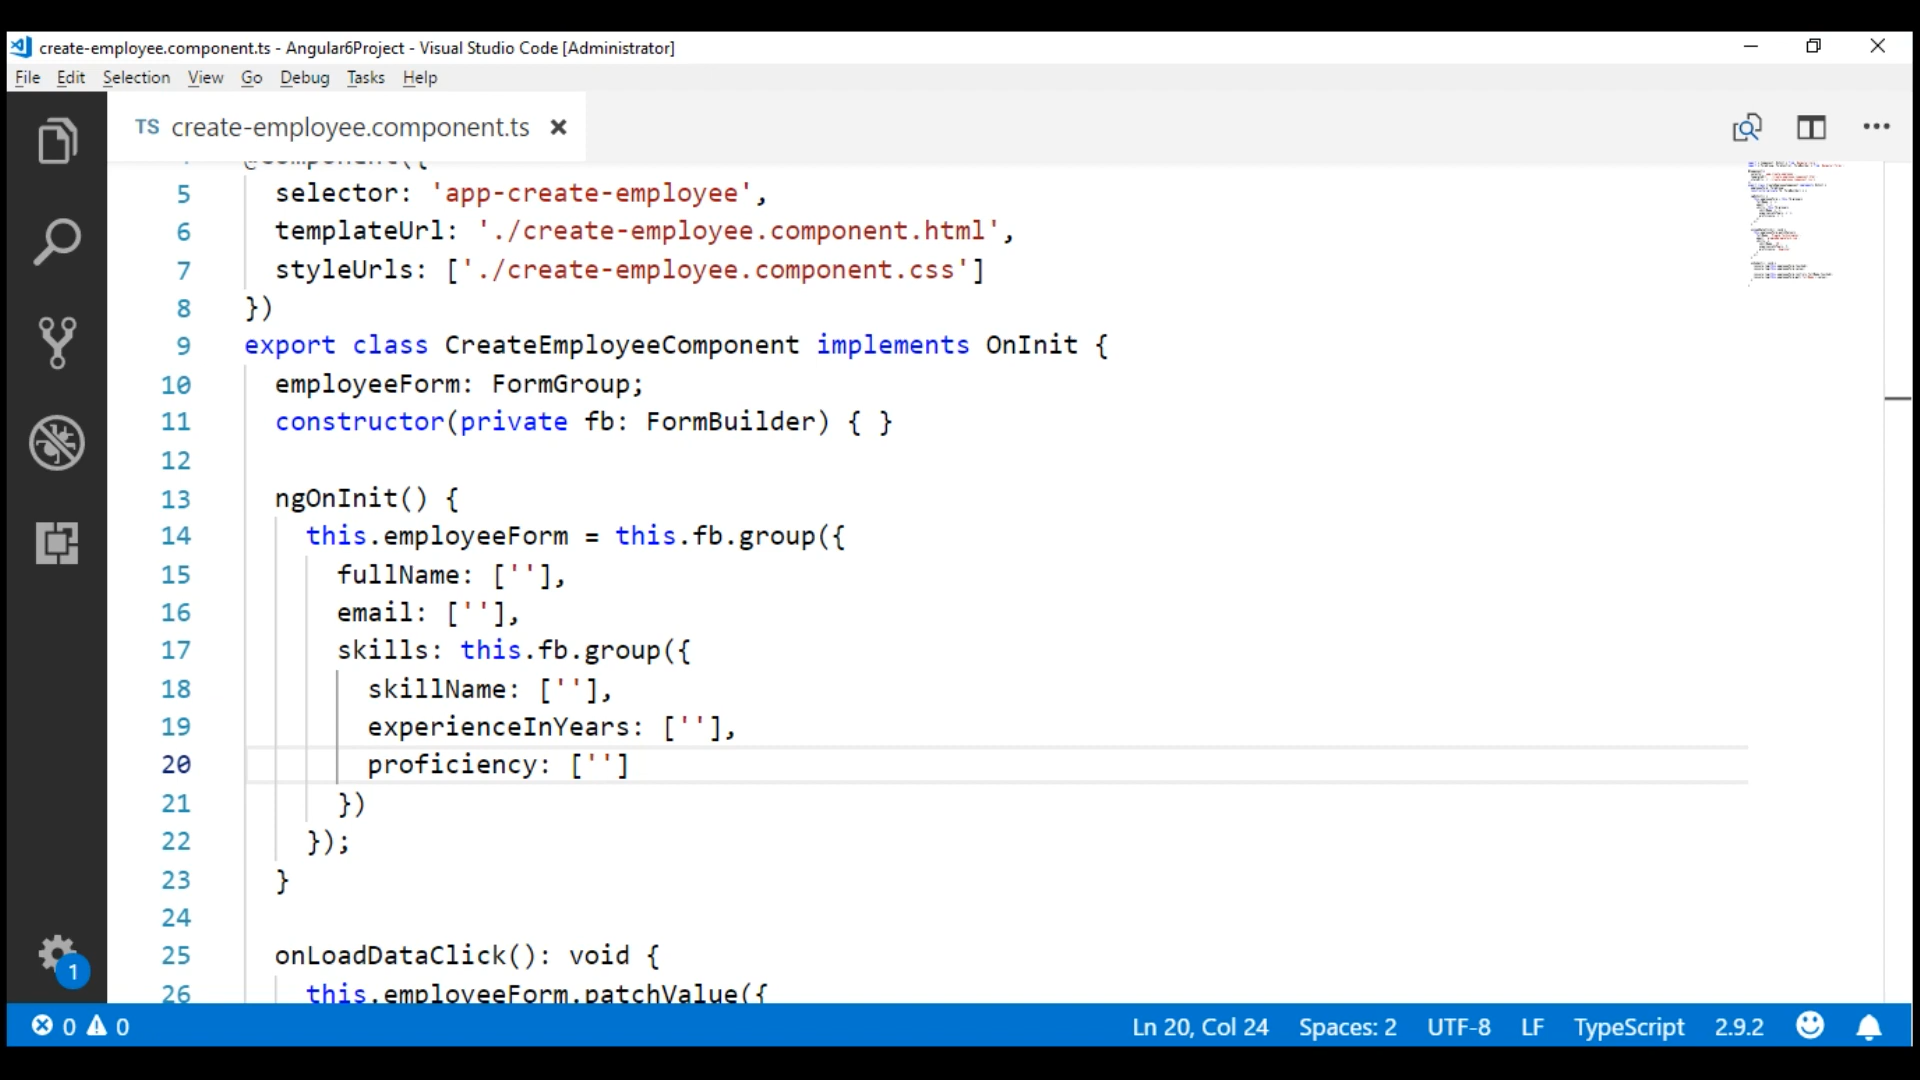 create-employee.component.ts - Angular6Project - Visual Studio Code [Administrator]
File Edit Selection View Go Debug Tasks Help
TS create-employee.component.ts
5 selector: 'app-create-employee',
6 templateUrl: './create-employee.component.html',
7 styleUrls: ['./create-employee.component.css']
8 })
9 export class CreateEmployeeComponent implements OnInit {
10 employeeForm: FormGroup;
11 constructor(private fb: FormBuilder) { }
12
13 ngOnInit() {
14 this.employeeForm = this.fb.group({
15 fullName: [''],
16 email: [''],
17 skills: this.fb.group({
18 skillName: [''],
19 experienceInYears: [''],
20 proficiency: ['']
21 })
22 });
23 }
24
25 onLoadDataClick(): void {
26 this.employeeForm.patchValue({
1
0 0 Ln 20, Col 24 Spaces: 2 UTF-8 LF TypeScript 2.9.2